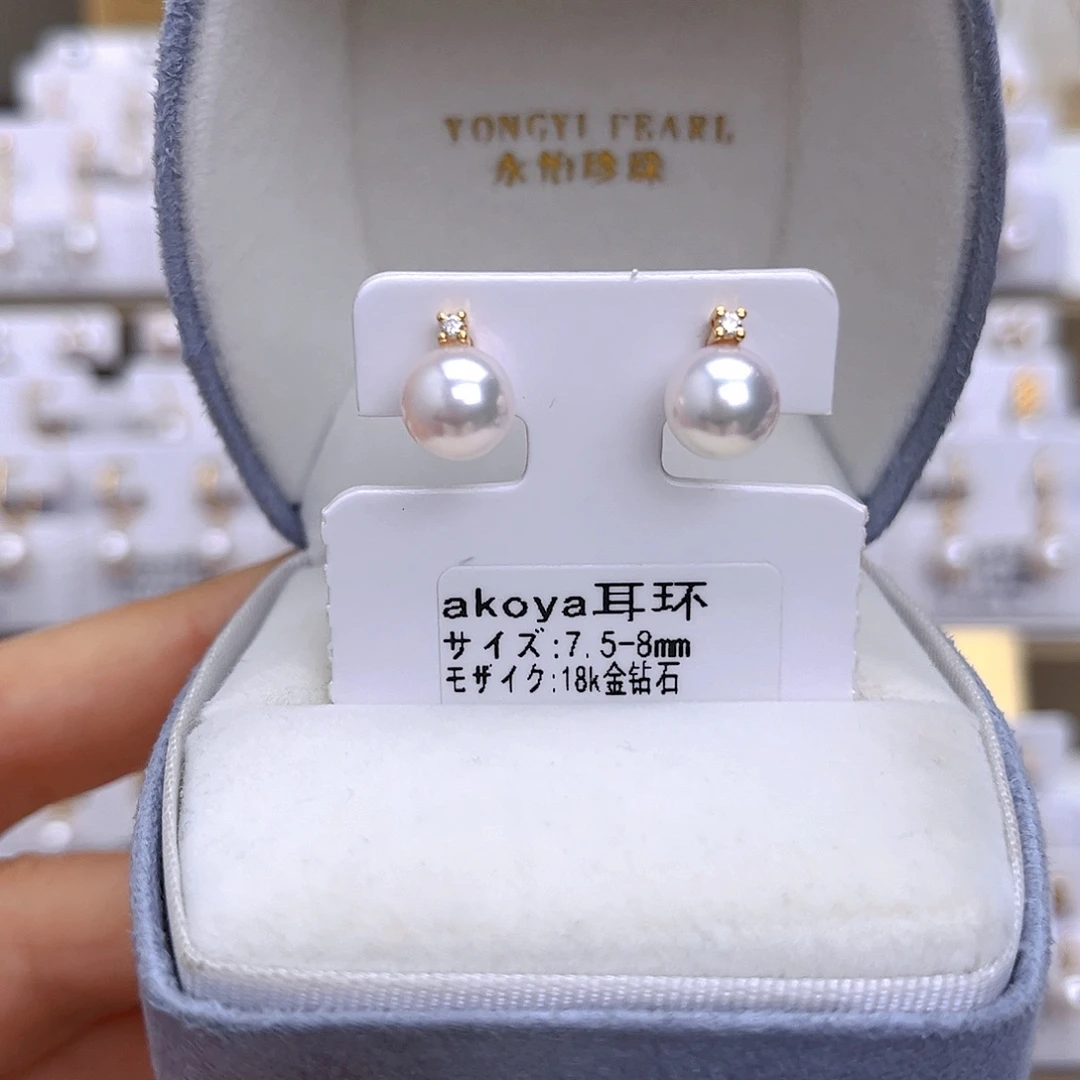 YONGYI PEARL
永怡珍珠
akoya耳环
サイズ:7.5-8mm
モザイク:18k金钻石